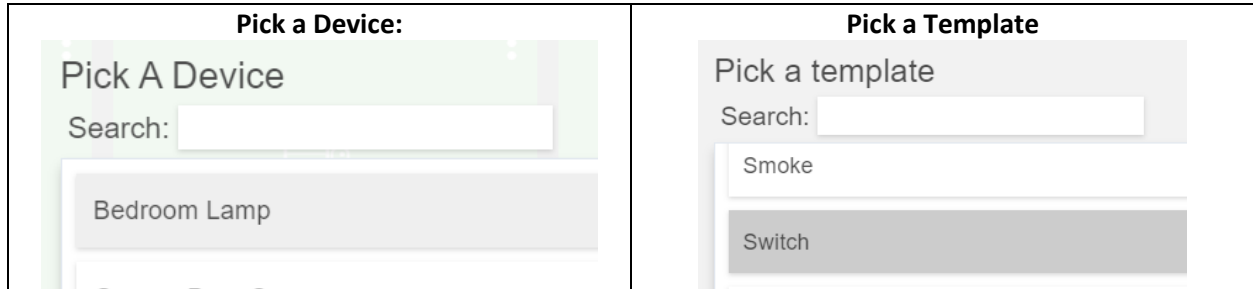 Pick a Device:
Pick A Device
Search:
Bedroom Lamp
Pick a Template
Pick a template
Search:
Smoke
Switch